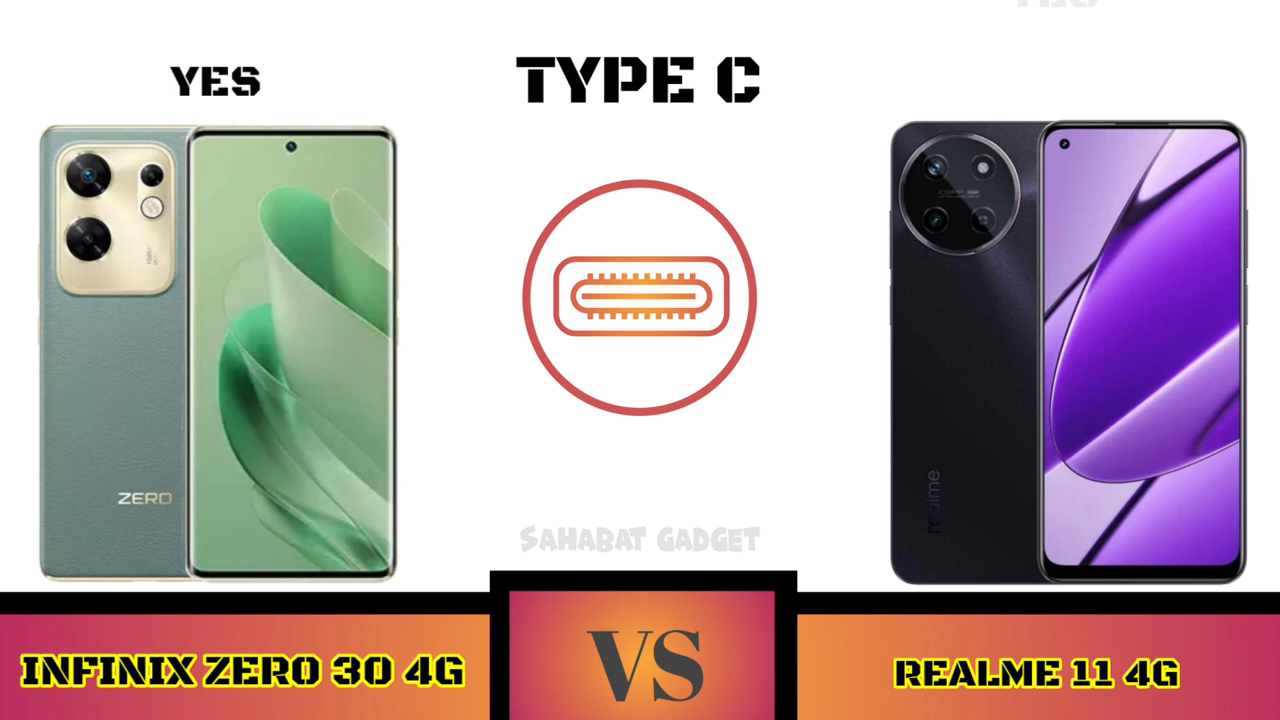 YES
TYPE C
ZERO
realme
SAHABAT GADGET
VS
INFINIX ZERO 30 4G
REALME 11 4G